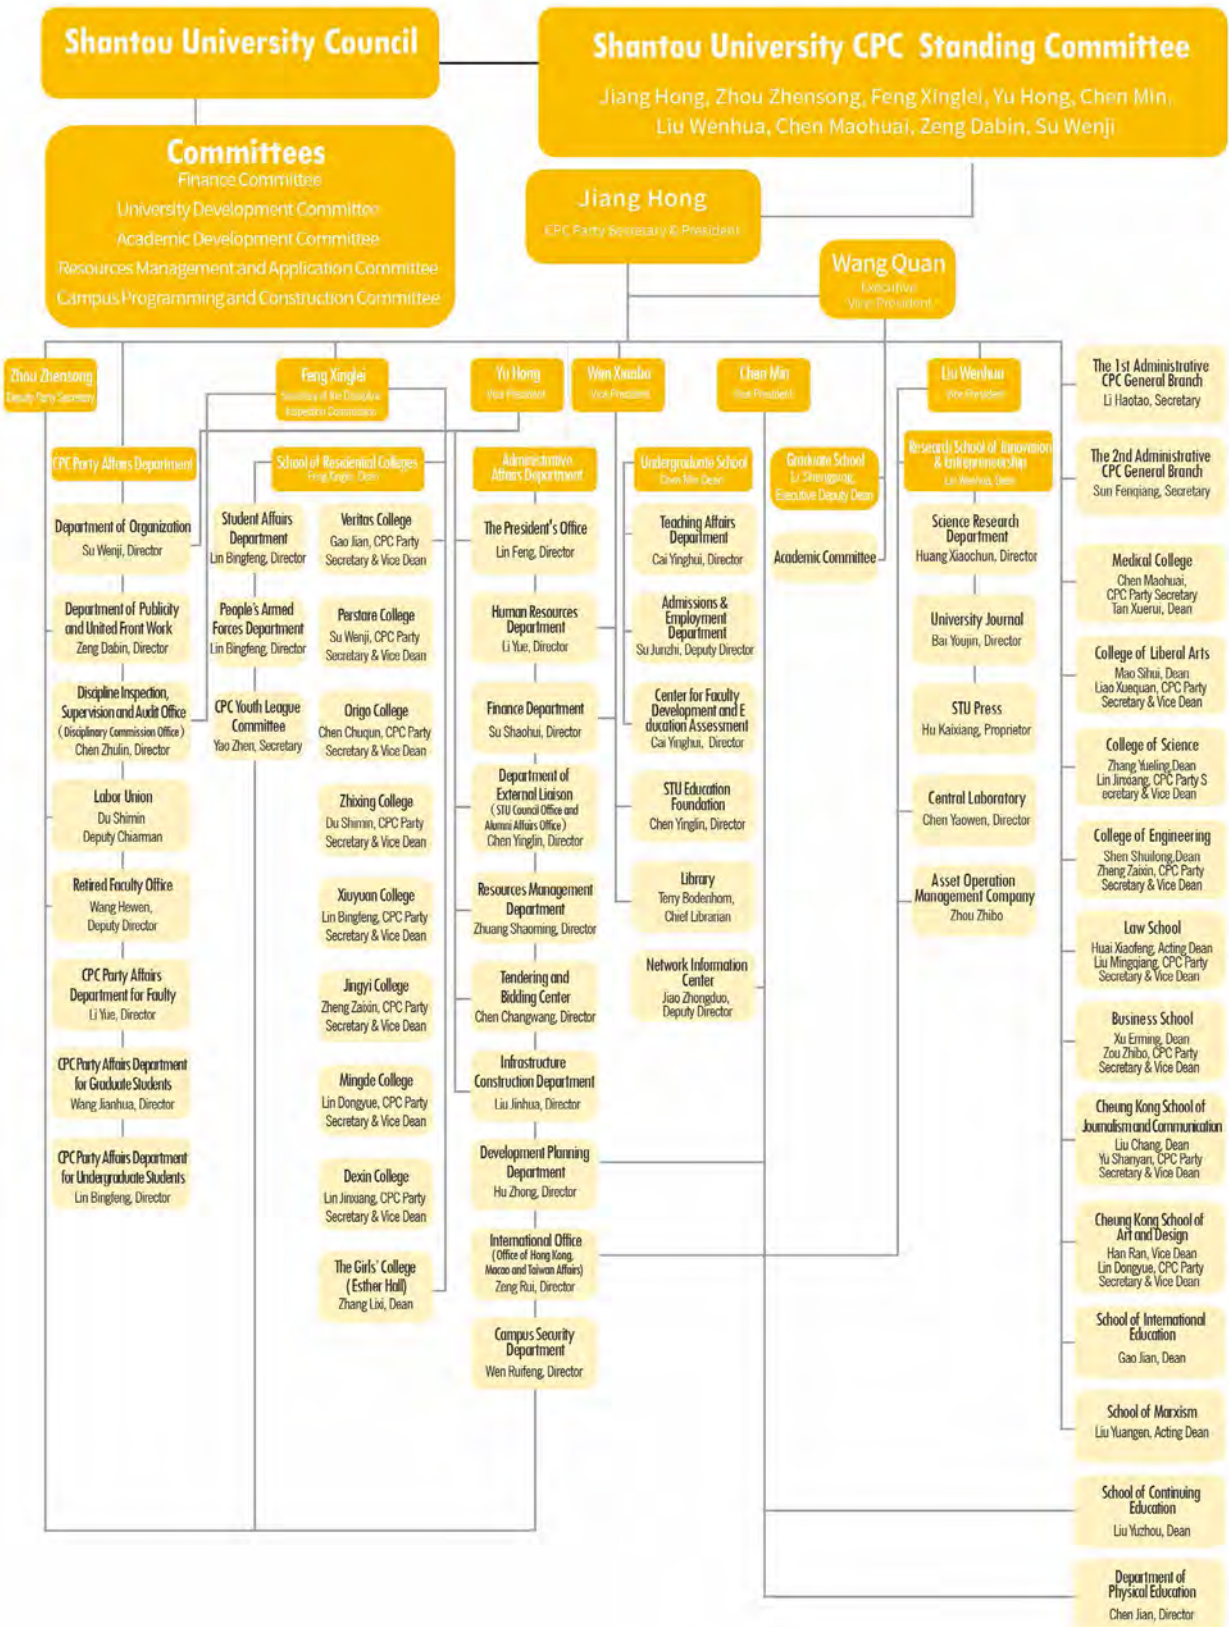 Shantou University Council
Shantou University CPC Standing Committee
Jiang Hong, Zhou Zhensong, Feng Xinglei, Yu Hong, Chen Min,
Liu Wenhua, Chen Maohuai, Zeng Dabin, Su Wenji
Committees
Finance Committee
University Development Committee
Academic Development Committee
Resources Management and Application Committee
Campus Programming and Construction Committee
Jiang Hong
CPC Party Secretary & President
Wang Quan
Executive
Vice President
Zhou Zhensong
Deputy Party Secretary
Feng Xinglei
Secretary of the Discipline
Inspection Commission
Yu Hong
Vice President
Wen Xiaobo
Vice President
Chen Min
Vice President
Liu Wenhua
Vice President
CPC Party Affairs Department
Department of Organization
Su Wenji, Director
Department of Publicity
and United Front Work
Zeng Dabin, Director
Discipline Inspection,
Supervision and Audit Office
(Disciplinary Commission Office)
Chen Zhulin, Director
Labor Union
Du Shimin
Deputy Chiarman
Retired Faculty Office
Wang Hewen,
Deputy Director
CPC Party Affairs
Department for Faulty
Li Yue, Director
CPC Party Affairs Department
for Graduate Students
Wang Jianhua, Director
CPC Party Affairs Department
for Undergraduate Students
Lin Bingfeng, Director
School of Residential Colleges
Feng Xinglei, Dean
Student Affairs
Department
Lin Bingfeng, Director
People's Armed
Forces Department
Lin Bingfeng, Director
CPC Youth League
Committee
Yao Zhen, Secretary
Veritas College
Gao Jian, CPC Party
Secretary & Vice Dean
Perstare College
Su Wenji, CPC Party
Secretary & Vice Dean
Origo College
Chen Chuqun, CPC Party
Secretary & Vice Dean
Zhixing College
Du Shimin, CPC Party
Secretary & Vice Dean
Xiuyuan College
Lin Bingfeng, CPC Party
Secretary & Vice Dean
Jingyi College
Zheng Zaixin, CPC Party
Secretary & Vice Dean
Mingde College
Lin Dongyue, CPC Party
Secretary & Vice Dean
Dexin College
Lin Jinxiang, CPC Party
Secretary & Vice Dean
The Girls' College
(Esther Hall)
Zhang Lixi, Dean
Administrative
Affairs Department
The President's Office
Lin Feng, Director
Human Resources
Department
Li Yue, Director
Finance Department
Su Shaohui, Director
Department of
External Liaison
(STU Council Office and
Alumni Affairs Office)
Chen Yinglin, Director
Resources Management
Department
Zhuang Shaoming, Director
Tendering and
Bidding Center
Chen Changwang, Director
Infrastructure
Construction Department
Liu Jinhua, Director
Development Planning
Department
Hu Zhong, Director
International Office
(Office of Hong Kong,
Macao and Taiwan Affairs)
Zeng Rui, Director
Campus Security
Department
Wen Ruifeng, Director
Undergraduate School
Chen Min Dean
Teaching Affairs
Department
Cai Yinghui, Director
Admissions &
Employment
Department
Su Junzhi, Deputy Director
Center for Faculty
Development and E
ducation Assessment
Cai Yinghui, Director
STU Education
Foundation
Chen Yinglin, Director
Library
Terry Bodenhorn,
Chief Librarian
Network Information
Center
Jiao Zhongduo,
Deputy Director
Graduate School
Li Shengping,
Executive Deputy Dean
Academic Committee
Research School of Innovation
& Entrepreneurship
Liu Wenhua, Dean
Science Research
Department
Huang Xiaochun, Director
University Journal
Bai Youjin, Director
STU Press
Hu Kaixiang, Proprietor
Central Laboratory
Chen Yaowen, Director
Asset Operation
Management Company
Zhou Zhibo
The 1st Administrative
CPC General Branch
Li Haotao, Secretary
The 2nd Administrative
CPC General Branch
Sun Fenqiang, Secretary
Medical College
Chen Maohuai,
CPC Party Secretary
Tan Xuerui, Dean
College of Liberal Arts
Mao Sihui, Dean
Liao Xuequan, CPC Party
Secretary & Vice Dean
College of Science
Zhang Yueling,Dean
Lin Jinxiang, CPC Party S
ecretary & Vice Dean
College of Engineering
Shen Shuilong,Dean
Zheng Zaixin, CPC Party
Secretary & Vice Dean
Law School
Huai Xiaofeng, Acting Dean
Liu Mingqiang, CPC Party
Secretary & Vice Dean
Business School
Xu Erming, Dean
Zou Zhibo, CPC Party
Secretary & Vice Dean
Cheung Kong School of
Journalism and Communication
Liu Chang, Dean
Yu Shanyan, CPC Party
Secretary & Vice Dean
Cheung Kong School of
Art and Design
Han Ran, Vice Dean
Lin Dongyue, CPC Party
Secretary & Vice Dean
School of International
Education
Gao Jian, Dean
School of Marxism
Liu Yuangen, Acting Dean
School of Continuing
Education
Liu Yuzhou, Dean
Department of
Physical Education
Chen Jian, Director